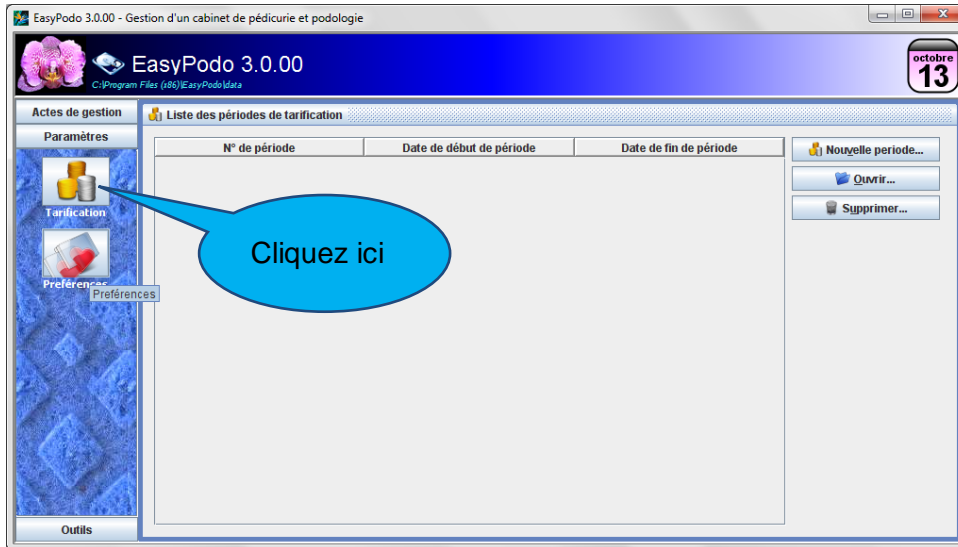 EasyPodo 3.0.00 - Gestion d'un cabinet de pédicurie et podologie
EasyPodo 3.0.00
C:\Program Files (x86)\EasyPodo\data
octobre
13
Actes de gestion
Paramètres
Tarification
Preférences
Preférences
Outils
Liste des périodes de tarification
N° de période Date de début de période Date de fin de période
Nouvelle periode...
Ouvrir...
Supprimer...
Cliquez ici